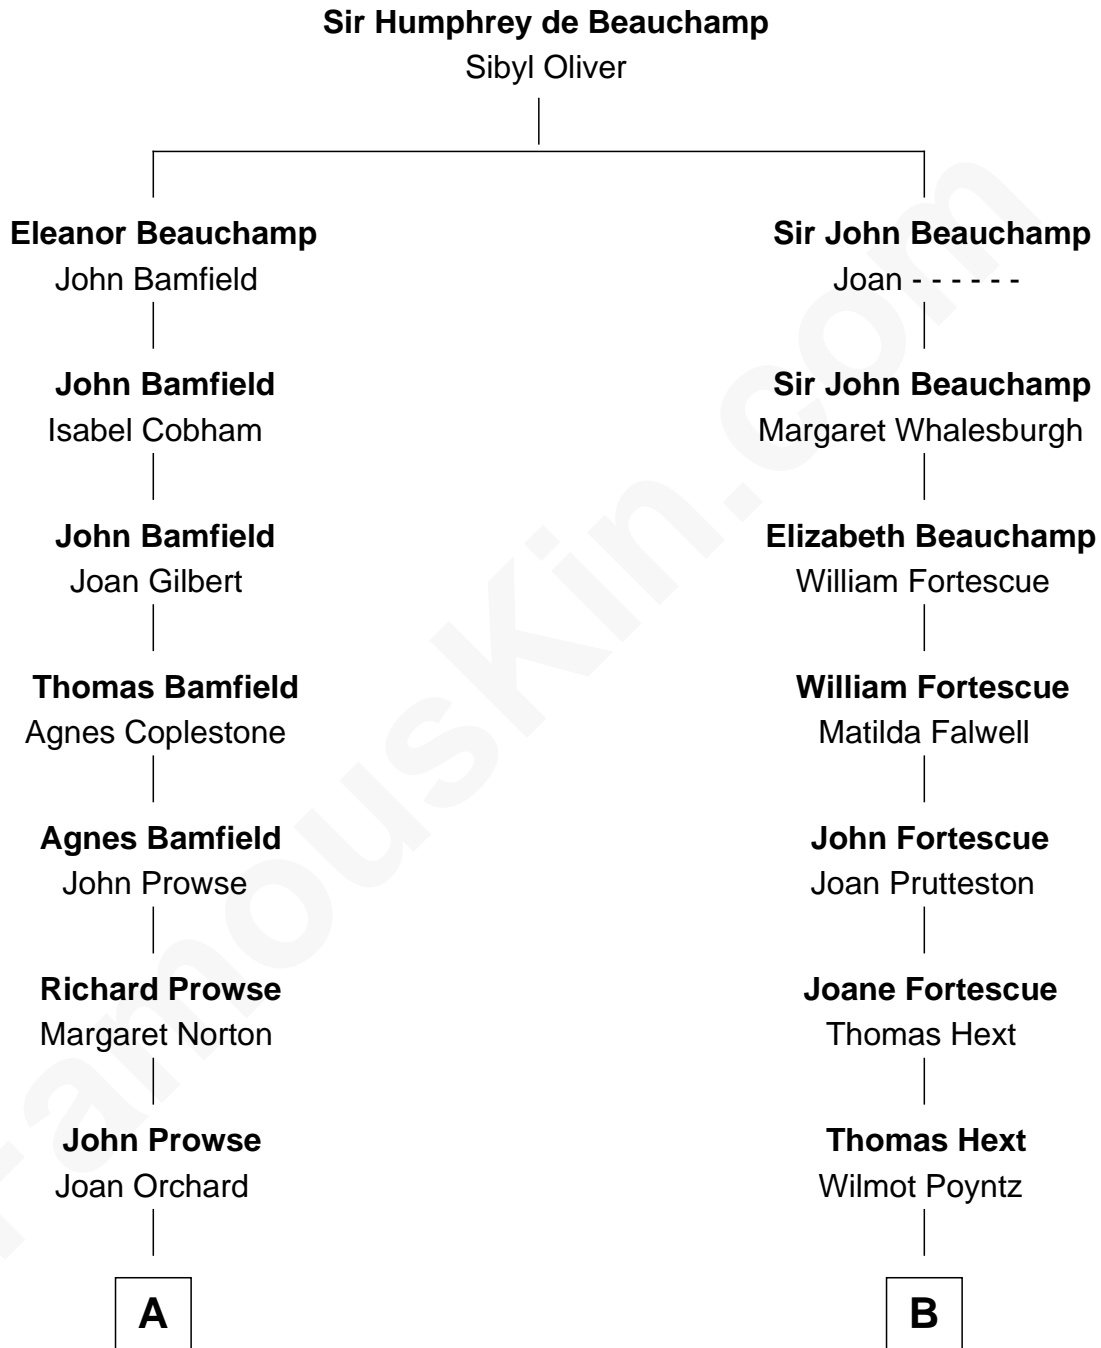 Sir Humphrey de Beauchamp
Sibyl Oliver
Eleanor Beauchamp
John Bamfield
Sir John Beauchamp
Joan - - - - - -
John Bamfield
Isabel Cobham
Sir John Beauchamp
Margaret Whalesburgh
John Bamfield
Joan Gilbert
Elizabeth Beauchamp
William Fortescue
Thomas Bamfield
Agnes Coplestone
William Fortescue
Matilda Falwell
Agnes Bamfield
John Prowse
John Fortescue
Joan Prutteston
Richard Prowse
Margaret Norton
Joane Fortescue
Thomas Hext
John Prowse
Joan Orchard
Thomas Hext
Wilmot Poyntz
A
B
FamousKin.com